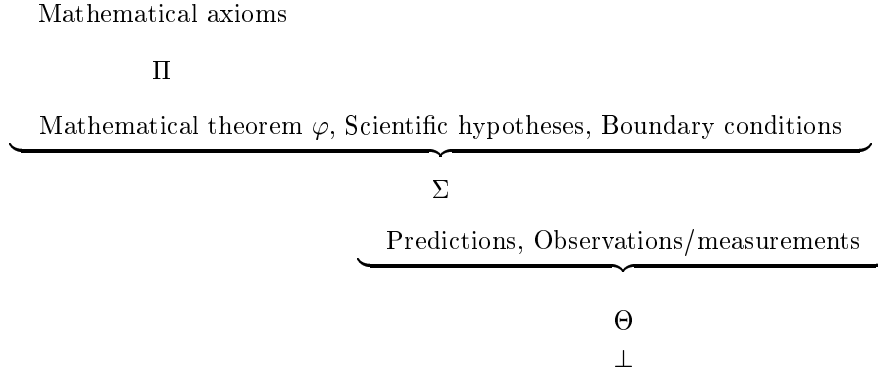 Mathematical axioms
Π
Mathematical theorem φ, Scientific hypotheses, Boundary conditions
Σ
Predictions, Observations/measurements
Θ
⊥